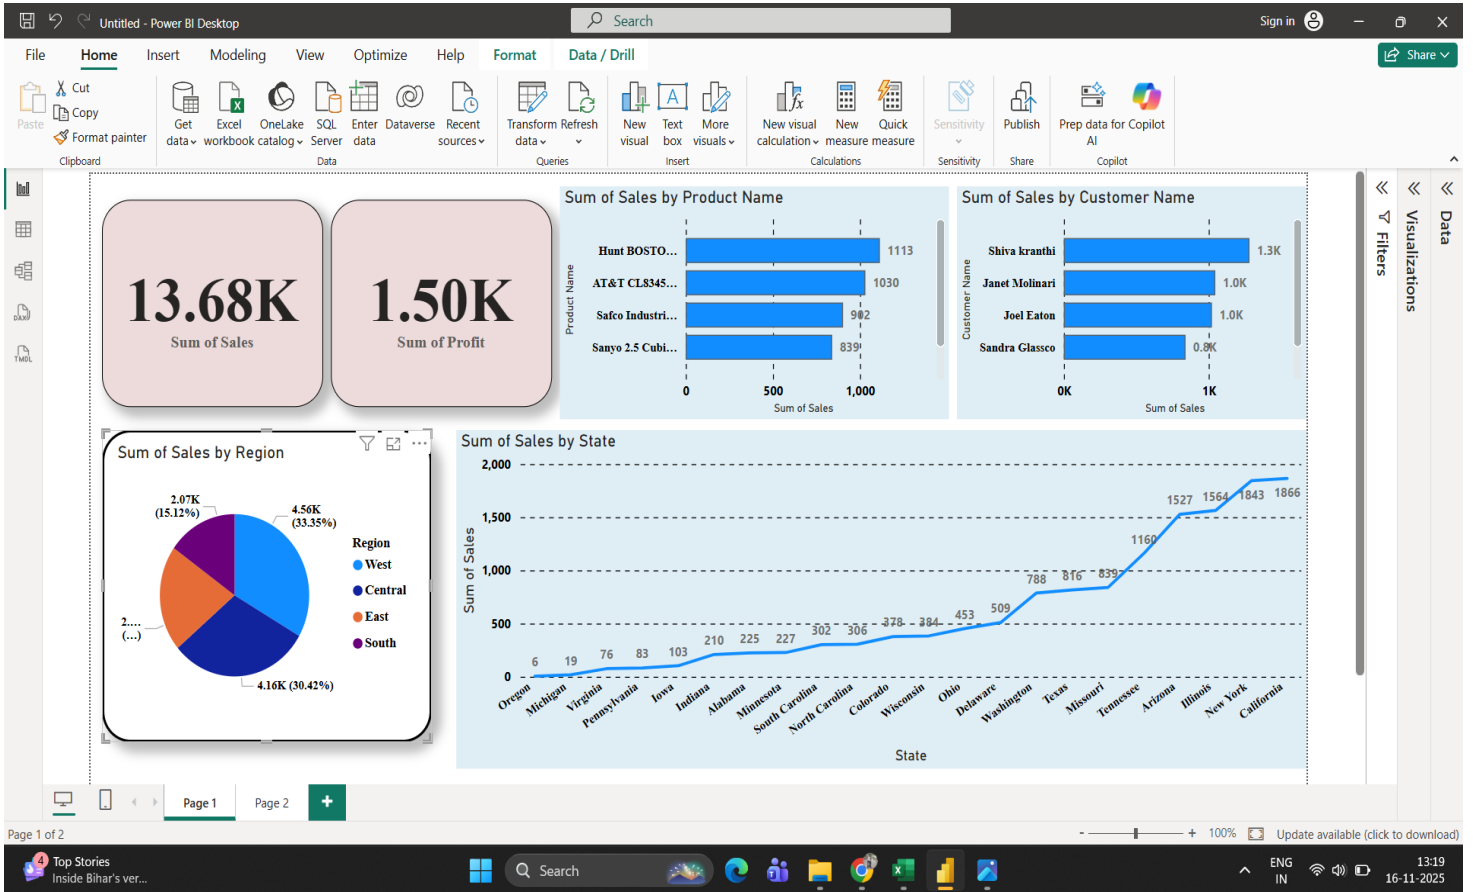 Untitled - Power BI Desktop
Search
Sign in
File Home Insert Modeling View Optimize Help Format Data / Drill
Share
Paste
Cut
Copy
Format painter
Clipboard
Get data
Excel workbook
OneLake catalog
SQL Server
Enter data
Dataverse
Recent sources
Data
Transform data
Refresh
Queries
New visual
Text box
More visuals
Insert
New visual calculation
New measure
Quick measure
Calculations
Sensitivity
Sensitivity
Publish
Share
Prep data for AI
Copilot
Copilot
DAX
TMDL
13.68K
Sum of Sales
1.50K
Sum of Profit
Sum of Sales by Product Name
Product Name
Hunt BOSTO... 1113
AT&T CL8345... 1030
Safco Industri... 902
Sanyo 2.5 Cubi... 839
0 500 1,000
Sum of Sales
Sum of Sales by Customer Name
Customer Name
Shiva kranthi 1.3K
Janet Molinari 1.0K
Joel Eaton 1.0K
Sandra Glassco 0.8K
0K 1K
Sum of Sales
Filters
Visualizations
Data
Sum of Sales by Region
2.07K
(15.12%)
4.56K
(33.35%)
2....
(...)
4.16K (30.42%)
Region
West
Central
East
South
Sum of Sales by State
Sum of Sales
2,000
1,500
1,000
500
0
6 19 76 83 103 210 225 227 302 306 378 384 453 509 788 816 839 1160 1527 1564 1843 1866
Oregon Michigan Virginia Pennsylvania Iowa Indiana Alabama Minnesota South Carolina North Carolina Colorado Wisconsin Ohio Delaware Washington Texas Missouri Tennessee Arizona Illinois New York California
State
Page 1 Page 2 +
Page 1 of 2
- + 100%
Update available (click to download)
4
Top Stories
Inside Bihar's ver...
Search
ENG
IN
13:19
16-11-2025